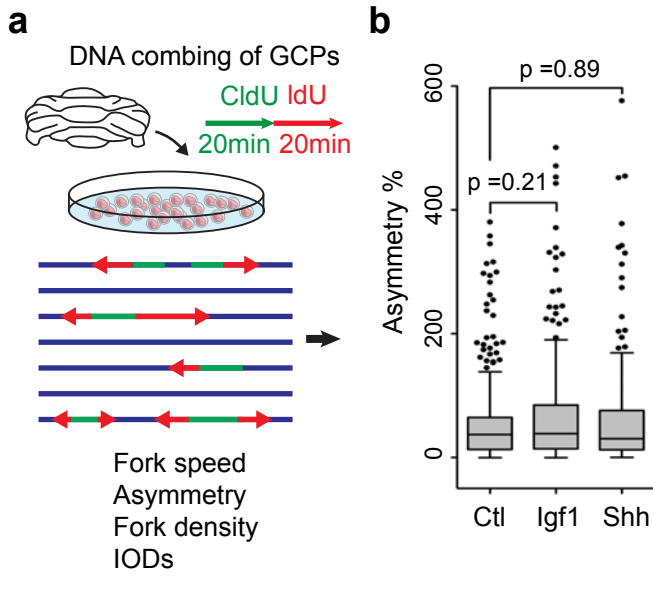 a
DNA combing of GCPs
CldU IdU
20min 20min
Fork speed
Asymmetry
Fork density
IODs
b
p =0.89
p =0.21
Asymmetry %
600
400
200
0
Ctl Igf1 Shh